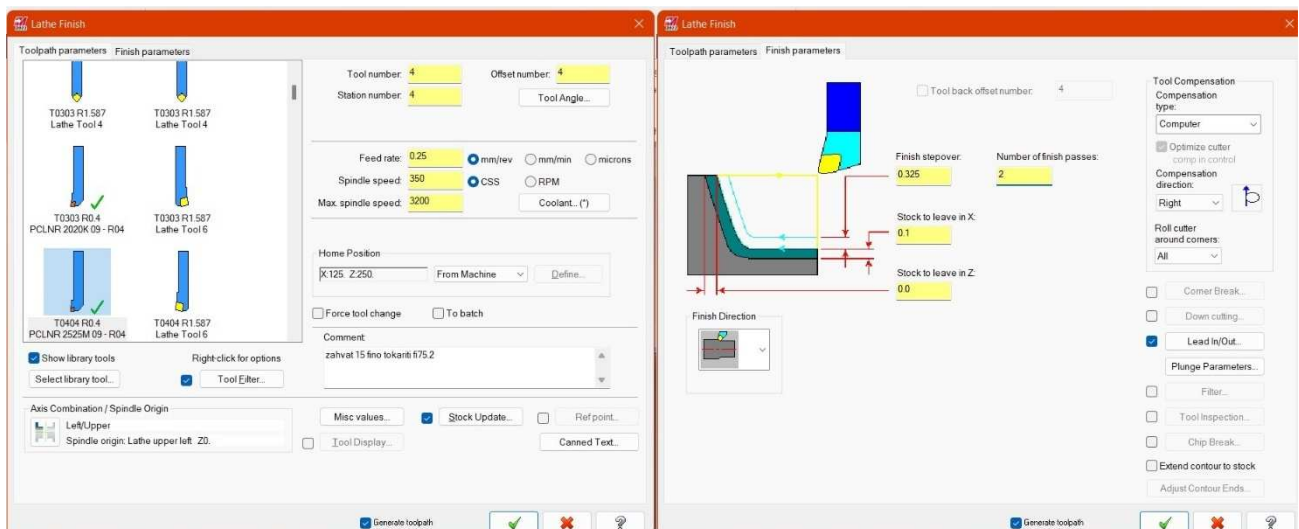 Lathe Finish
Toolpath parameters Finish parameters
T0303 R1.587
Lathe Tool 4
T0303 R1.587
Lathe Tool 4
T0303 R0.4
PCLNR 2020K 09 - R04
T0303 R1.587
Lathe Tool 6
T0404 R0.4
PCLNR 2525M 09 - R04
T0404 R1.587
Lathe Tool 6
Show library tools
Right-click for options
Select library tool...
Tool Filter...
Axis Combination / Spindle Origin
Left/Upper
Spindle origin: Lathe upper left Z0.
Tool number: 4
Offset number: 4
Station number: 4
Tool Angle...
Feed rate: 0.25
mm/rev mm/min microns
Spindle speed: 350
CSS RPM
Max. spindle speed: 3200
Coolant... (*)
Home Position
X:125. Z:250.
From Machine
Define...
Force tool change
To batch
Comment
zahvat 15 fino tokariti fi75.2
Misc values...
Stock Update...
Ref point...
Tool Display...
Canned Text...
Generate toolpath
Lathe Finish
Toolpath parameters Finish parameters
Tool back offset number: 4
Finish stepover:
0.325
Number of finish passes:
2
Stock to leave in X:
0.1
Stock to leave in Z:
0.0
Finish Direction
Tool Compensation
Compensation
type:
Computer
Optimize cutter
comp in control
Compensation
direction:
Right
Roll cutter
around corners:
All
Corner Break...
Down cutting...
Lead In/Out...
Plunge Parameters...
Filter...
Tool Inspection...
Chip Break...
Extend contour to stock
Adjust Contour Ends...
Generate toolpath